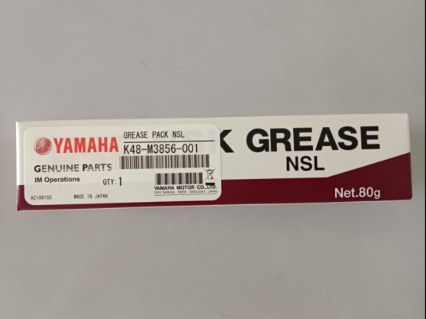 YAMAHA
GENUINE PARTS
IM Operations
GREASE PACK NSL
K48-M3856-001
QTY:1
YAMAHA MOTOR CO.,LTD.
MADE IN JAPAN
K GREASE
NSL
Net.80g